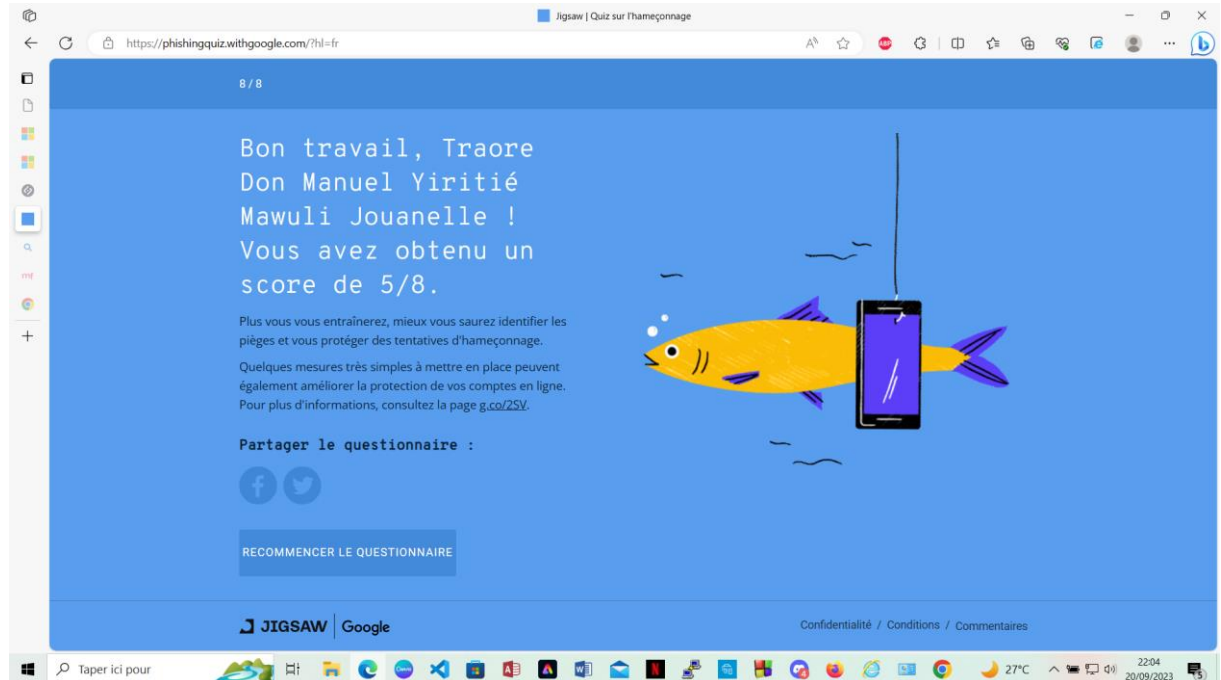 Jigsaw | Quiz sur l'hameçonnage
https://phishingquiz.withgoogle.com/?hl=fr
ABP
mf
8 / 8
Bon travail, Traore
Don Manuel Yiritié
Mawuli Jouanelle !
Vous avez obtenu un
score de 5/8.
Plus vous vous entraînerez, mieux vous saurez identifier les
pièges et vous protéger des tentatives d'hameçonnage.
Quelques mesures très simples à mettre en place peuvent
également améliorer la protection de vos comptes en ligne.
Pour plus d'informations, consultez la page g.co/2SV.
Partager le questionnaire :
RECOMMENCER LE QUESTIONNAIRE
JIGSAW | Google
Confidentialité / Conditions / Commentaires
Taper ici pour
27°C
22:04
20/09/2023
5